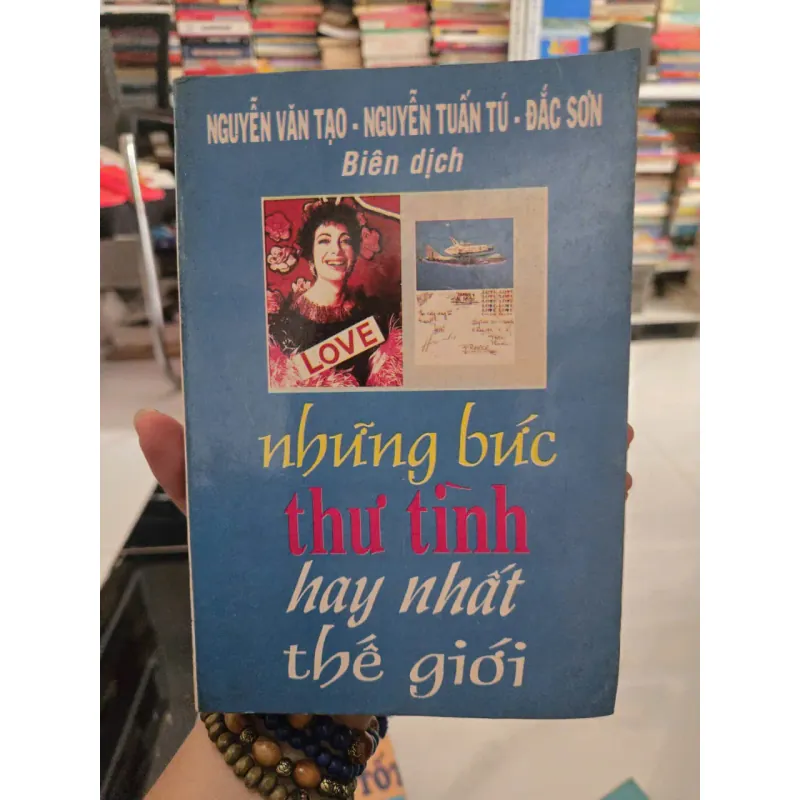 NGUYỄN VĂN TẠO - NGUYỄN TUẤN TÚ - ĐẮC SƠN
Biên dịch
LOVE
những bức
thư tình
hay nhất
thế giới
TỐT